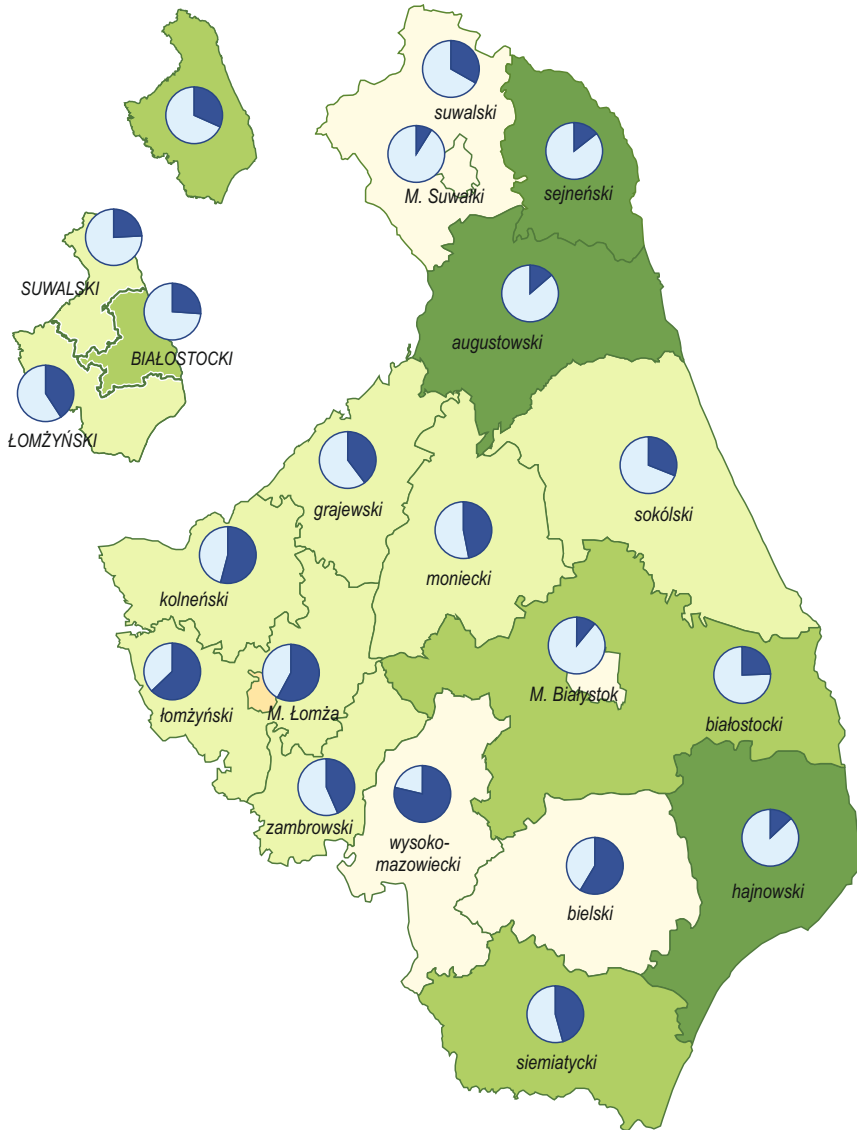 suwalski
M. Suwałki
sejneński
SUWALSKI
augustowski
BIAŁOSTOCKI
ŁOMŻYŃSKI
grajewski
sokólski
moniecki
kolneński
łomżyński
M. Łomża
M. Białystok
białostocki
zambrowski
wysoko-
mazowiecki
hajnowski
bielski
siemiatycki